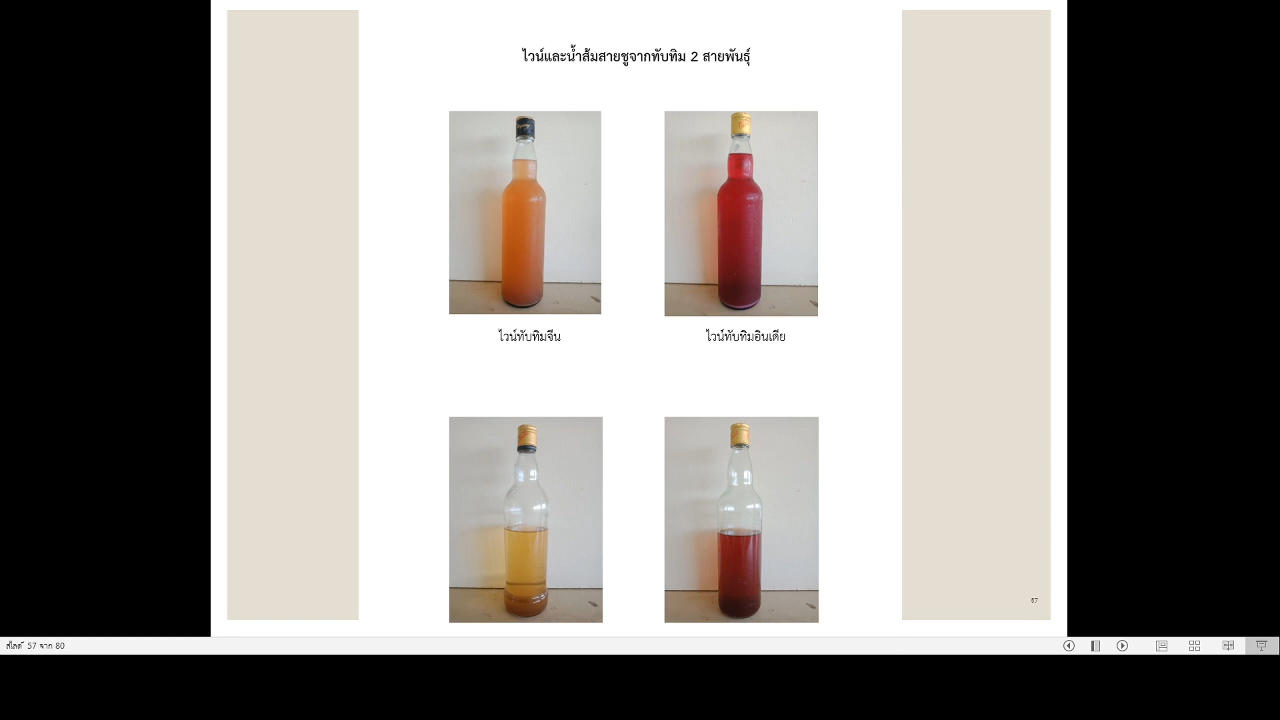 ไวน์และน้ำส้มสายชูจากทับทิม 2 สายพันธุ์
ไวน์ทับทิมจีน
ไวน์ทับทิมอินเดีย
57
สไลด์ 57 จาก 80